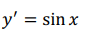 y′ = sin x